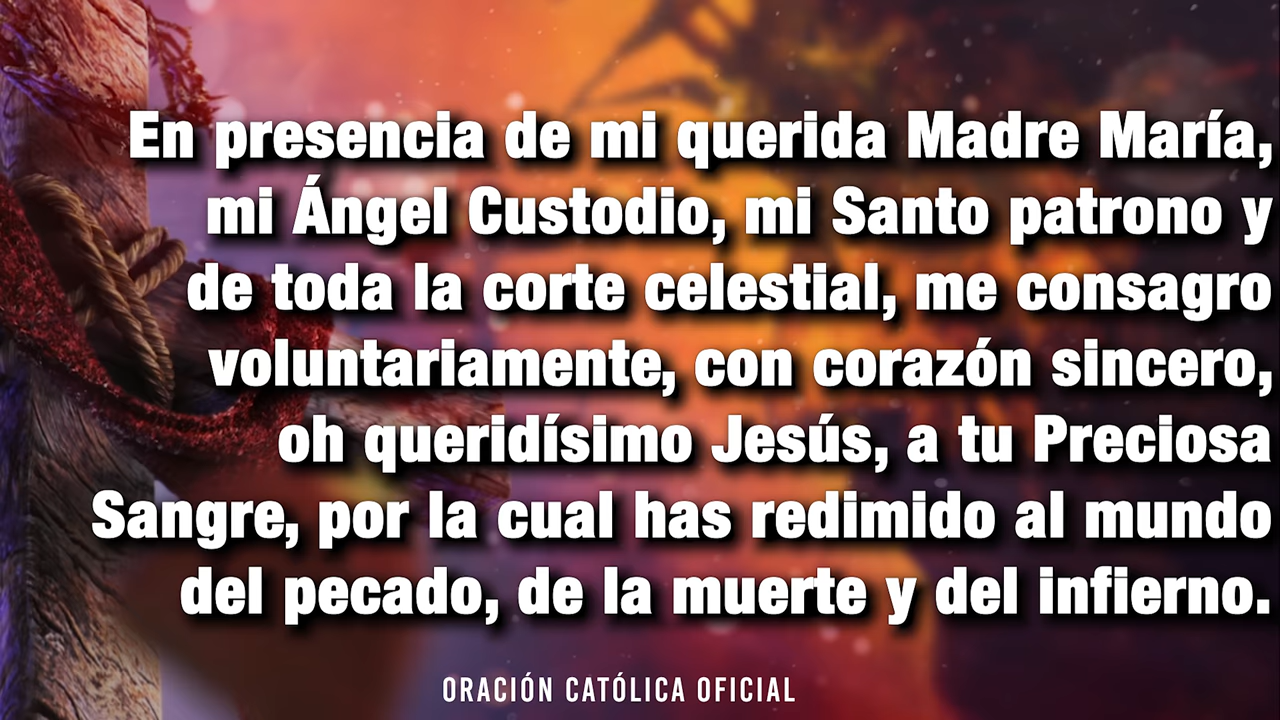 En presencia de mi querida Madre María,
mi Ángel Custodio, mi Santo patrono y
de toda la corte celestial, me consagro
voluntariamente, con corazón sincero,
oh queridísimo Jesús, a tu Preciosa
Sangre, por la cual has redimido al mundo
del pecado, de la muerte y del infierno.
ORACIÓN CATÓLICA OFICIAL